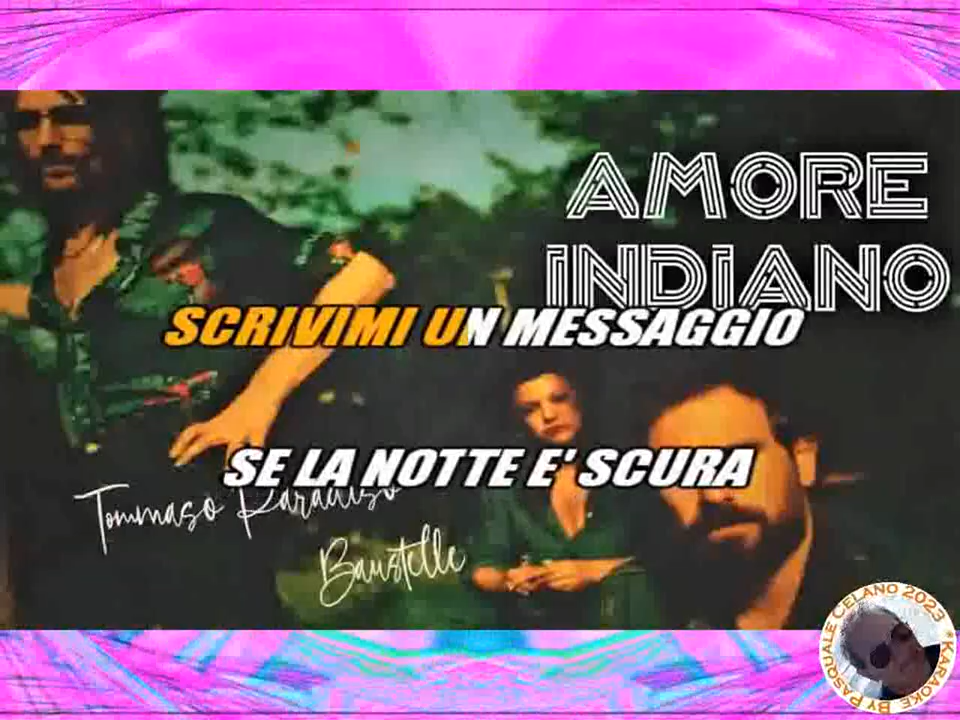 AMORE
INDIANO
SCRIVIMI UN MESSAGGIO
SE LA NOTTE E' SCURA
Tommaso Paradiso
Baustelle
KARAOKE BY PASQUALE CELANO 2023 *